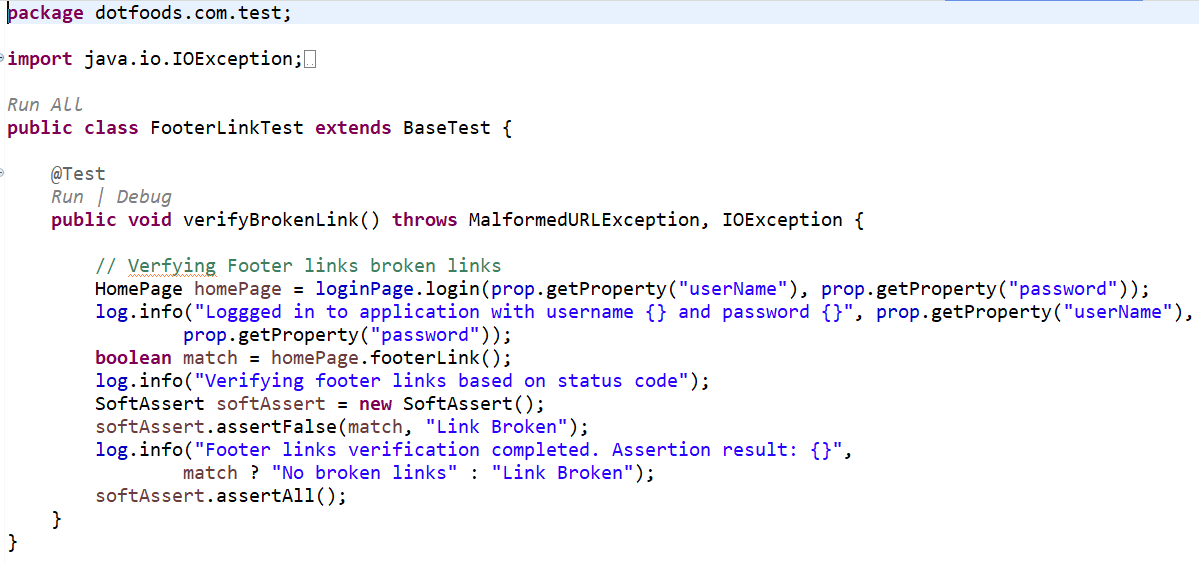 package dotfoods.com.test;
import java.io.IOException;
Run All
public class FooterLinkTest extends BaseTest {
@Test
Run | Debug
public void verifyBrokenLink() throws MalformedURLException, IOException {
// Verfying Footer links broken links
HomePage homePage = loginPage.login(prop.getProperty("userName"), prop.getProperty("password"));
log.info("Loggged in to application with username {} and password {}", prop.getProperty("userName"),
prop.getProperty("password"));
boolean match = homePage.footerLink();
log.info("Verifying footer links based on status code");
SoftAssert softAssert = new SoftAssert();
softAssert.assertFalse(match, "Link Broken");
log.info("Footer links verification completed. Assertion result: {}",
match ? "No broken links" : "Link Broken");
softAssert.assertAll();
}
}